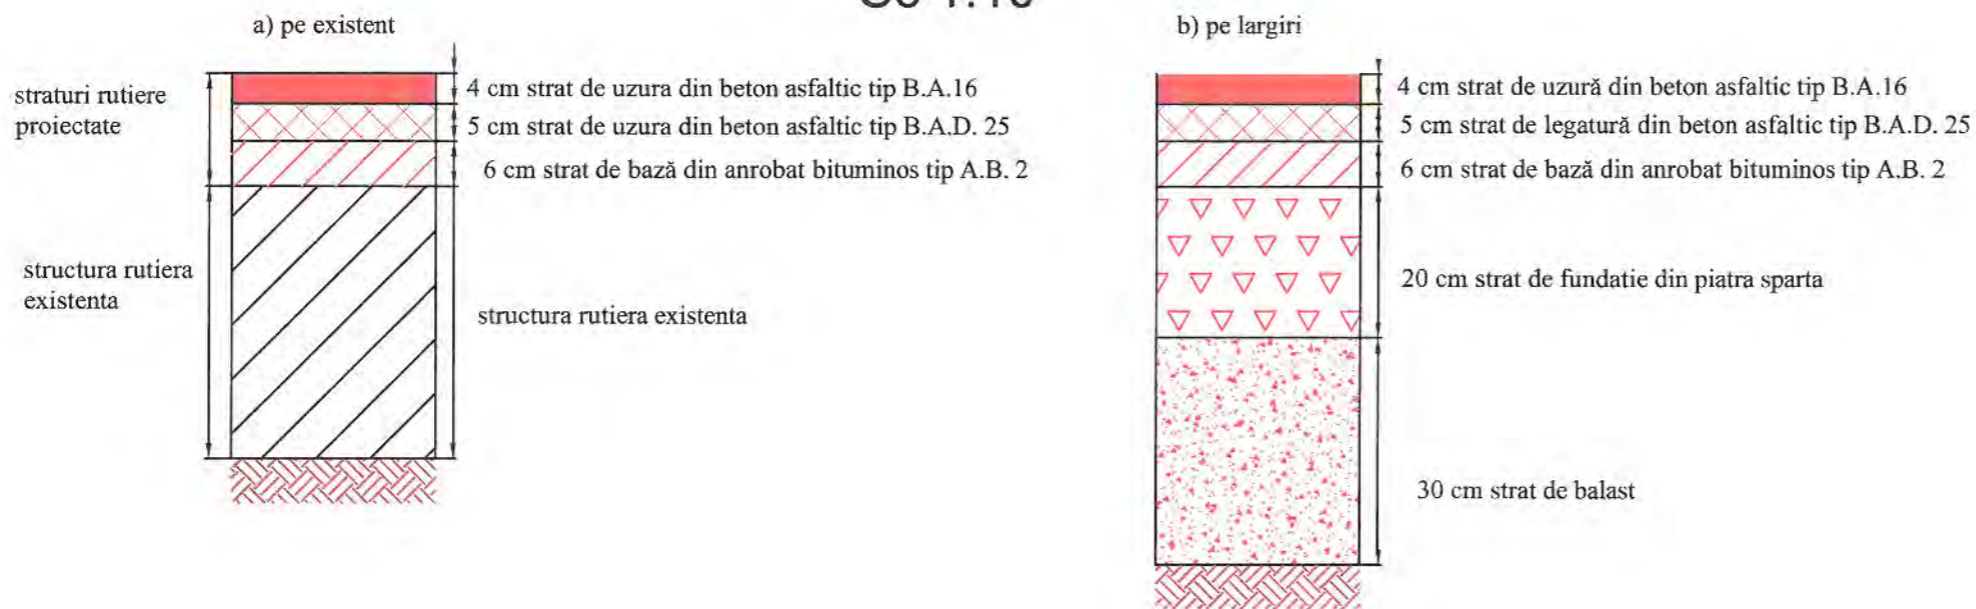 a) pe existent
straturi rutiere
proiectate
4 cm strat de uzura din beton asfaltic tip B.A.16
5 cm strat de uzura din beton asfaltic tip B.A.D. 25
6 cm strat de bază din anrobat bituminos tip A.B. 2
structura rutiera
existenta
structura rutiera existenta
b) pe largiri
4 cm strat de uzură din beton asfaltic tip B.A.16
5 cm strat de legatură din beton asfaltic tip B.A.D. 25
6 cm strat de bază din anrobat bituminos tip A.B. 2
20 cm strat de fundatie din piatra sparta
30 cm strat de balast